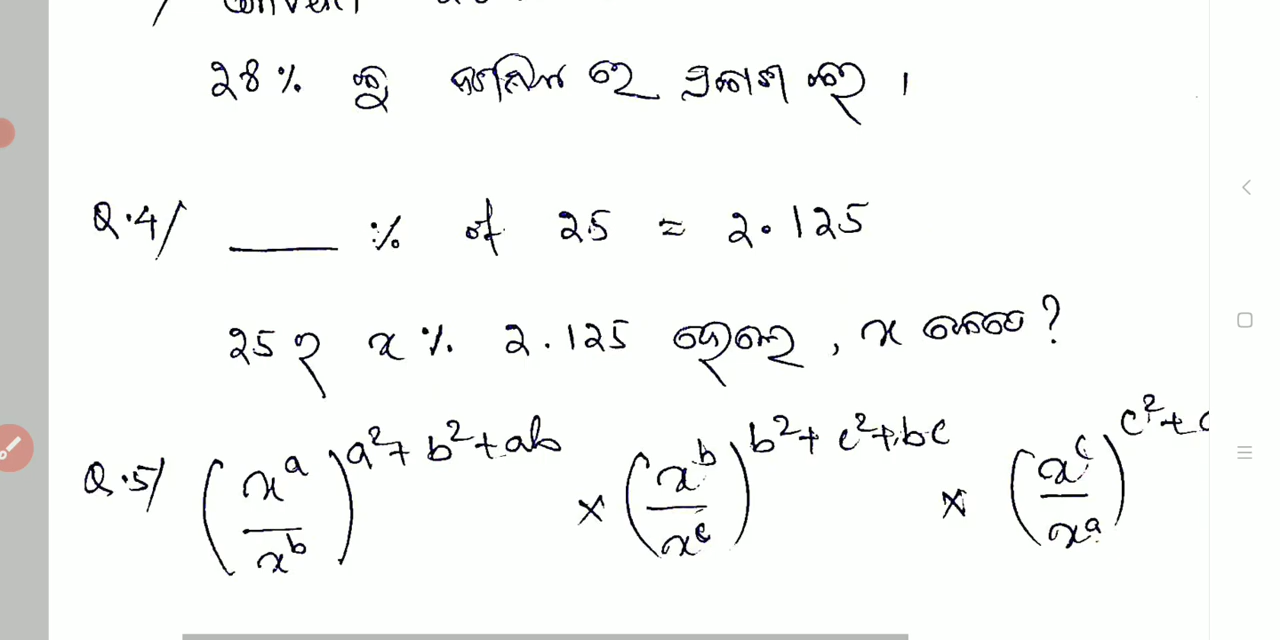 28% କୁ ଦଶମିକ ରେ ପ୍ରକାଶ କର ।
Q.4/ ____ % of 25 = 2.125
25 ର x % 2.125 ହେଲେ, x କେତେ ?
Q.5/ (x^a/x^b)^(a²+b²+ab) × (x^b/x^c)^(b²+c²+bc) × (x^c/x^a)^(c²+